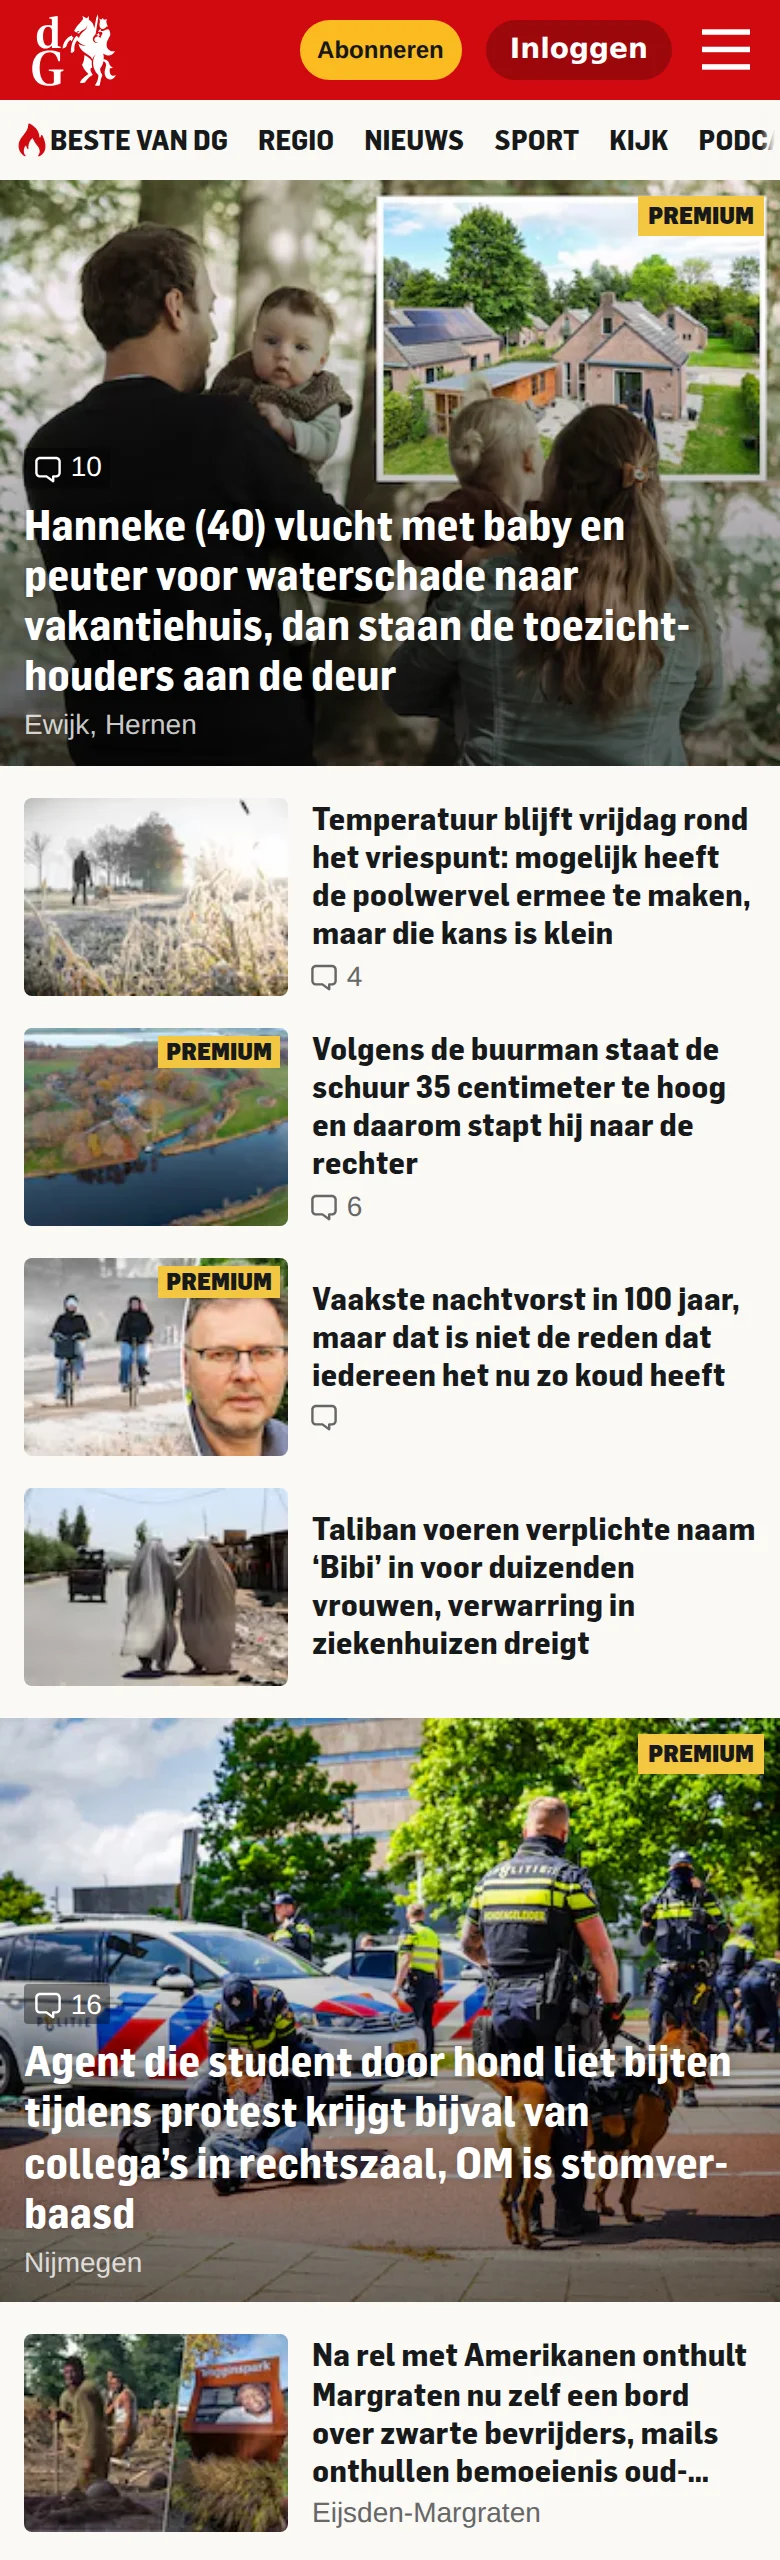 dG
Abonneren
Inloggen
BESTE VAN DG
REGIO
NIEUWS
SPORT
KIJK
PODCA
PREMIUM
10
Hanneke (40) vlucht met baby en
peuter voor waterschade naar
vakantiehuis, dan staan de toezicht-
houders aan de deur
Ewijk, Hernen
Temperatuur blijft vrijdag rond
het vriespunt: mogelijk heeft
de poolwervel ermee te maken,
maar die kans is klein
4
PREMIUM
Volgens de buurman staat de
schuur 35 centimeter te hoog
en daarom stapt hij naar de
rechter
6
PREMIUM
Vaakste nachtvorst in 100 jaar,
maar dat is niet de reden dat
iedereen het nu zo koud heeft
Taliban voeren verplichte naam
‘Bibi’ in voor duizenden
vrouwen, verwarring in
ziekenhuizen dreigt
PREMIUM
POLITIE
HONDENGELEIDER
16
POLITIE
Agent die student door hond liet bijten
tijdens protest krijgt bijval van
collega’s in rechtszaal, OM is stomver-
baasd
Nijmegen
Na rel met Amerikanen onthult
Margraten nu zelf een bord
over zwarte bevrijders, mails
onthullen bemoeienis oud-...
Eijsden-Margraten